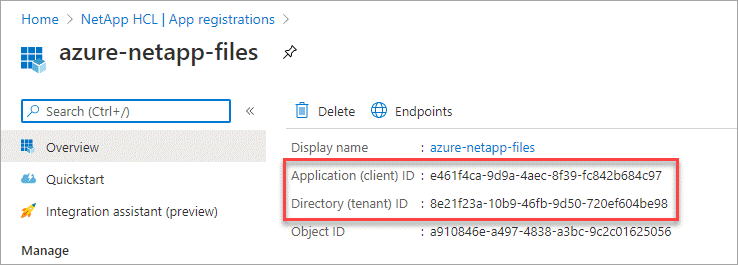 Home > NetApp HCL | App registrations >
azure-netapp-files
Search (Ctrl+/) «
Delete Endpoints
Overview
Quickstart
Integration assistant (preview)
Manage
Display name : azure-netapp-files
Application (client) ID : e461f4ca-9d9a-4aec-8f39-fc842b684c97
Directory (tenant) ID : 8e21f23a-10b9-46fb-9d50-720ef604be98
Object ID : a910846e-a497-4838-a3bc-9c2c01625056